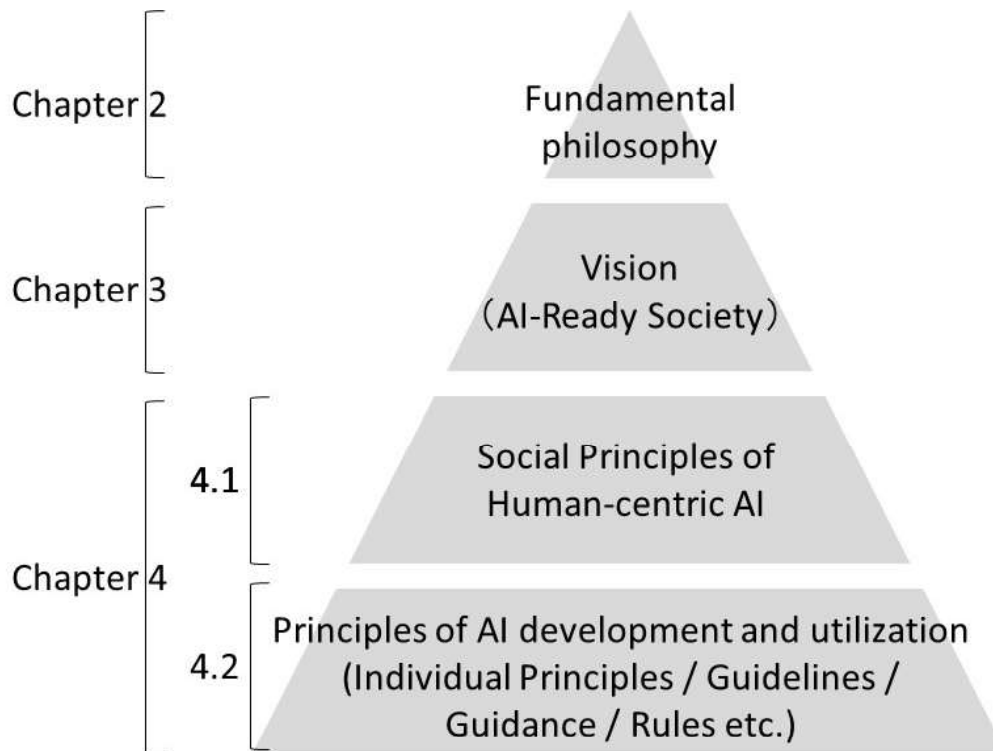 Chapter 2
Fundamental
philosophy
Chapter 3
Vision
（AI-Ready Society）
Chapter 4
4.1
Social Principles of
Human-centric AI
4.2
Principles of AI development and utilization
(Individual Principles / Guidelines /
Guidance / Rules etc.)